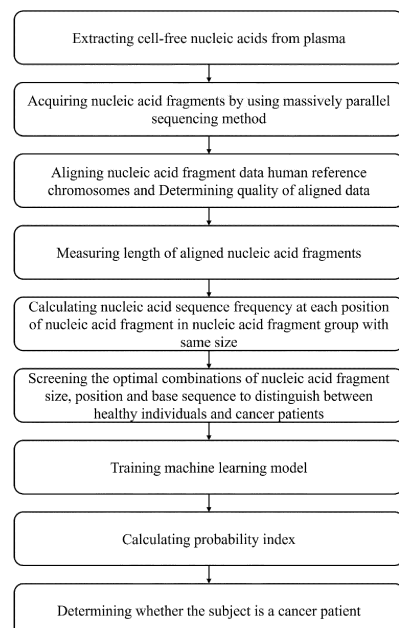 Extracting cell-free nucleic acids from plasma
Acquiring nucleic acid fragments by using massively parallel
sequencing method
Aligning nucleic acid fragment data human reference
chromosomes and Determining quality of aligned data
Measuring length of aligned nucleic acid fragments
Calculating nucleic acid sequence frequency at each position
of nucleic acid fragment in nucleic acid fragment group with
same size
Screening the optimal combinations of nucleic acid fragment
size, position and base sequence to distinguish between
healthy individuals and cancer patients
Training machine learning model
Calculating probability index
Determining whether the subject is a cancer patient